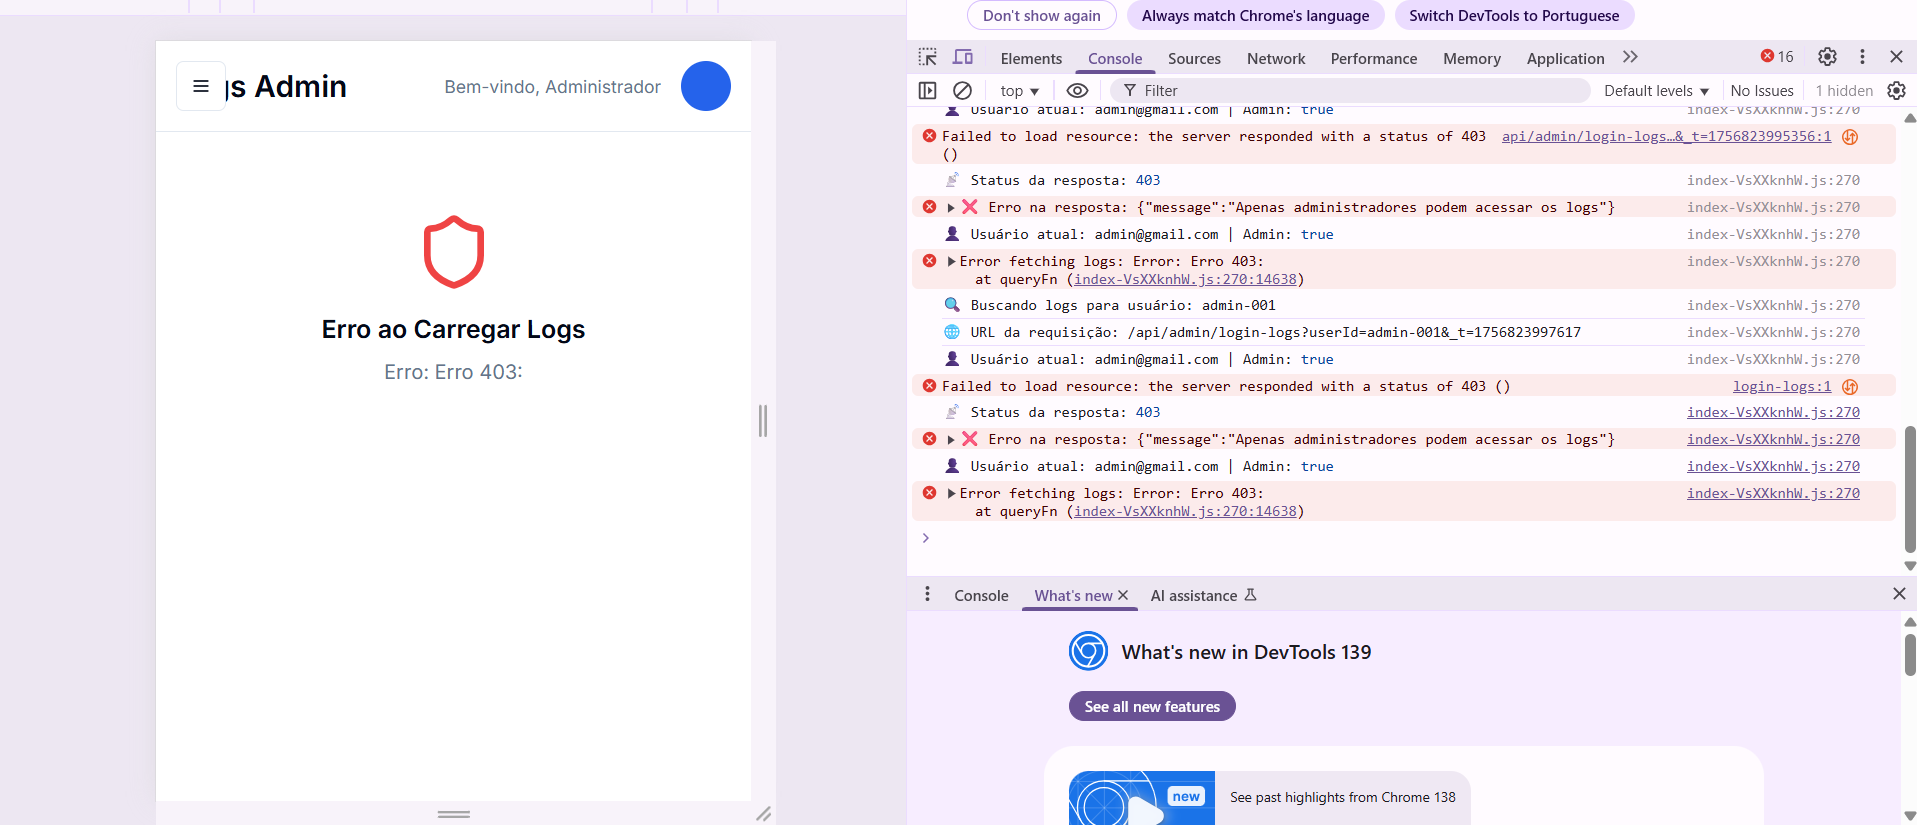 gs Admin
Bem-vindo, Administrador
Erro ao Carregar Logs
Erro: Erro 403:
Don't show again
Always match Chrome's language
Switch DevTools to Portuguese
Elements
Console
Sources
Network
Performance
Memory
Application
16
top
Filter
Default levels
No Issues
1 hidden
Usuário atual: admin@gmail.com | Admin: true
index-VsXXknhW.js:270
Failed to load resource: the server responded with a status of 403
api/admin/login-logs…&_t=1756823995356:1
()
Status da resposta: 403
index-VsXXknhW.js:270
Erro na resposta: {"message":"Apenas administradores podem acessar os logs"}
index-VsXXknhW.js:270
Usuário atual: admin@gmail.com | Admin: true
index-VsXXknhW.js:270
Error fetching logs: Error: Erro 403:
index-VsXXknhW.js:270
at queryFn (index-VsXXknhW.js:270:14638)
Buscando logs para usuário: admin-001
index-VsXXknhW.js:270
URL da requisição: /api/admin/login-logs?userId=admin-001&_t=1756823997617
index-VsXXknhW.js:270
Usuário atual: admin@gmail.com | Admin: true
index-VsXXknhW.js:270
Failed to load resource: the server responded with a status of 403 ()
login-logs:1
Status da resposta: 403
index-VsXXknhW.js:270
Erro na resposta: {"message":"Apenas administradores podem acessar os logs"}
index-VsXXknhW.js:270
Usuário atual: admin@gmail.com | Admin: true
index-VsXXknhW.js:270
Error fetching logs: Error: Erro 403:
index-VsXXknhW.js:270
at queryFn (index-VsXXknhW.js:270:14638)
Console
What's new
AI assistance
What's new in DevTools 139
See all new features
new
See past highlights from Chrome 138